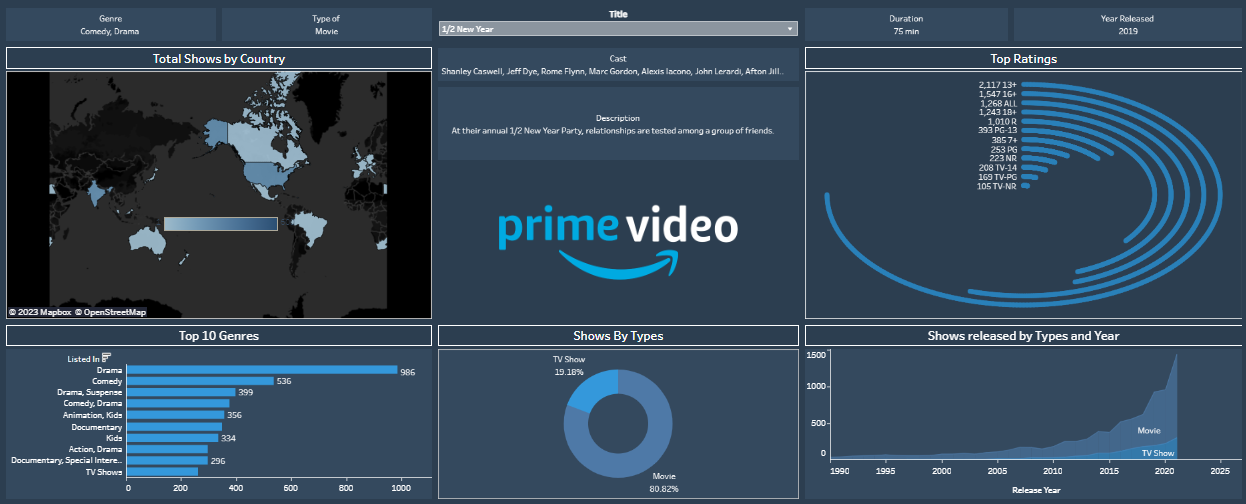 Genre
Comedy, Drama
Type of
Movie
Title
1/2 New Year
Duration
75 min
Year Released
2019
Total Shows by Country
© 2023 Mapbox © OpenStreetMap
Cast
Shanley Caswell, Jeff Dye, Rome Flynn, Marc Gordon, Alexis Iacono, John Lerardi, Afton Jill...
Description
At their annual 1/2 New Year Party, relationships are tested among a group of friends.
prime video
Top Ratings
2,117 13+
1,547 16+
1,268 ALL
1,243 18+
1,010 R
393 PG-13
385 7+
253 PG
223 NR
208 TV-14
169 TV-PG
105 TV-NR
Top 10 Genres
Listed In
Drama 986
Comedy 536
Drama, Suspense 399
Comedy, Drama
Animation, Kids 356
Documentary
Kids 334
Action, Drama
Documentary, Special Intere.. 296
TV Shows
0 200 400 600 800 1000
Shows By Types
TV Show
19.18%
Movie
80.82%
Shows released by Types and Year
1500
1000
500
0
Movie
TV Show
1990 1995 2000 2005 2010 2015 2020 2025
Release Year